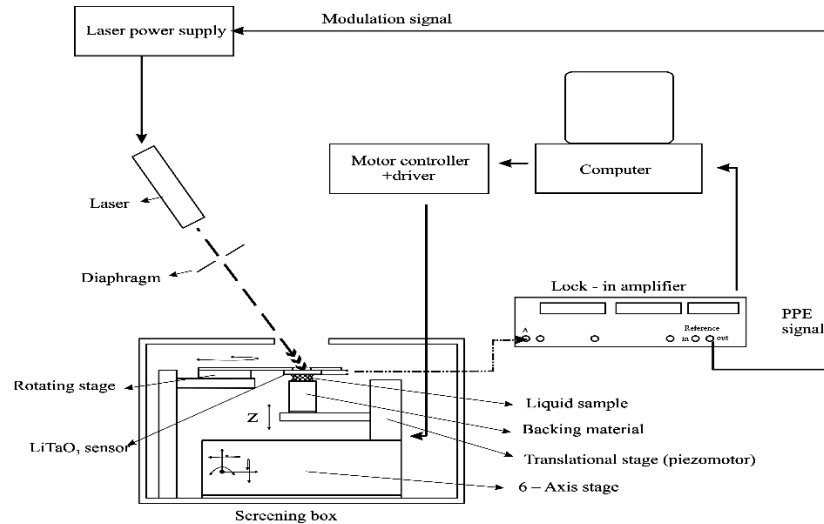 Laser power supply
Modulation signal
Motor controller
+driver
Computer
Laser
Diaphragm
Lock - in amplifier
A
Reference
in
out
PPE
signal
Rotating stage
Z
LiTaO₃ sensor
Liquid sample
Backing material
Translational stage (piezomotor)
6 – Axis stage
Screening box